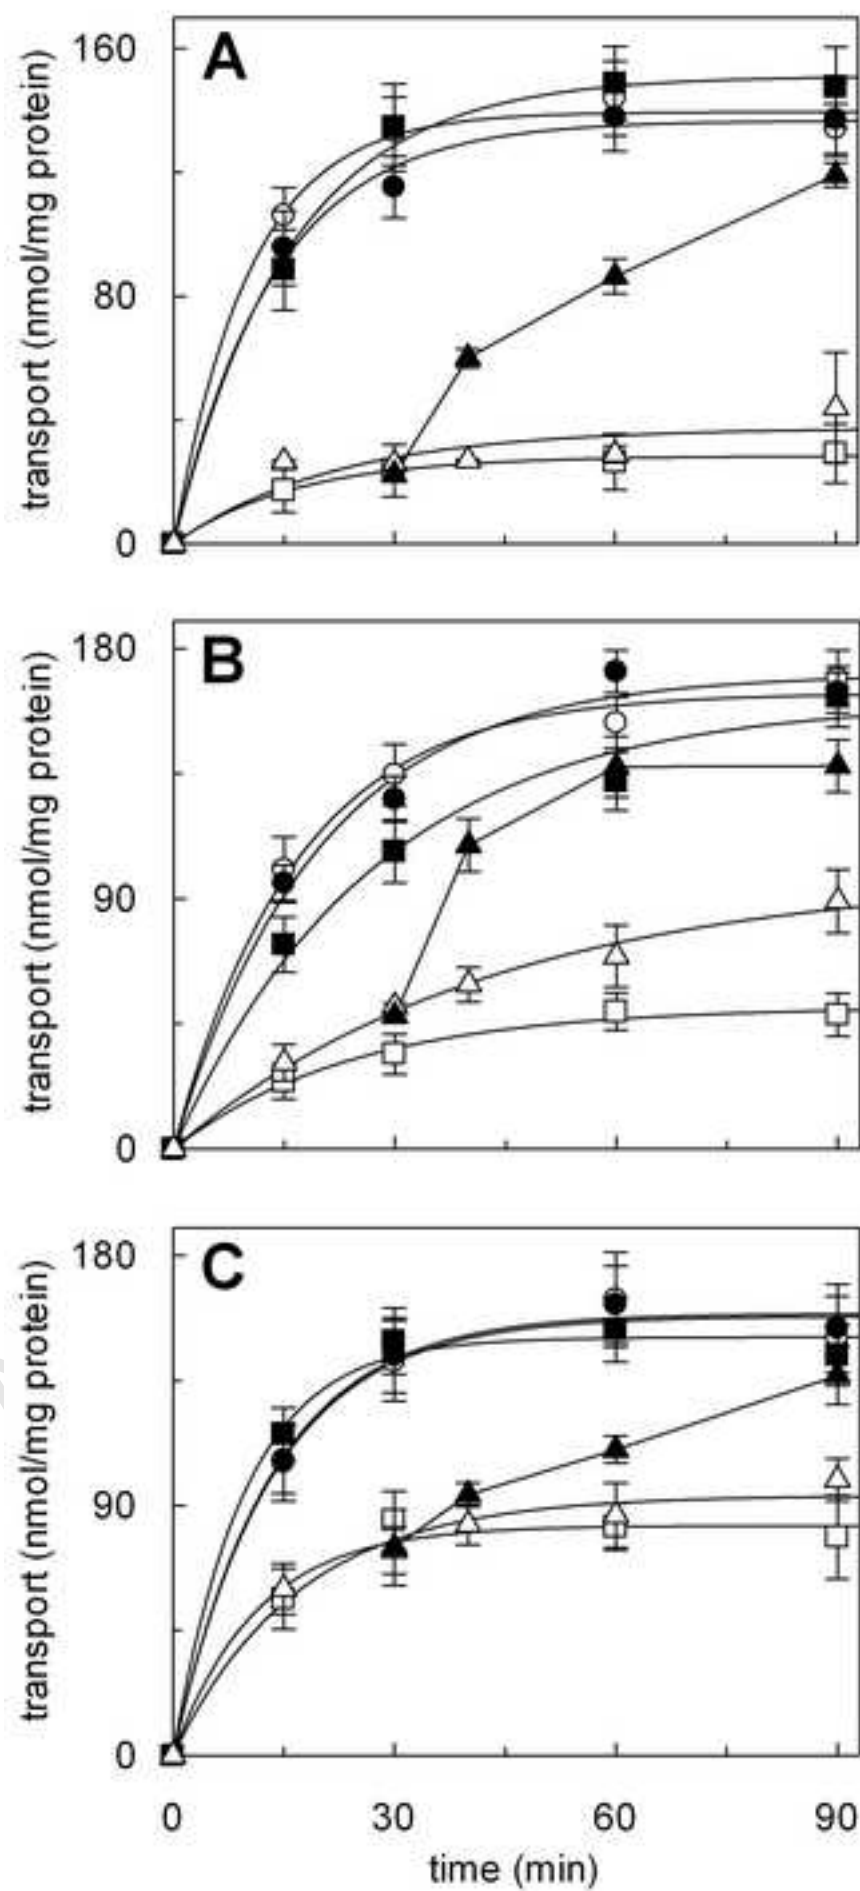 A
160
80
0
transport (nmol/mg protein)
B
180
90
0
transport (nmol/mg protein)
C
180
90
0
transport (nmol/mg protein)
0 30 60 90
time (min)